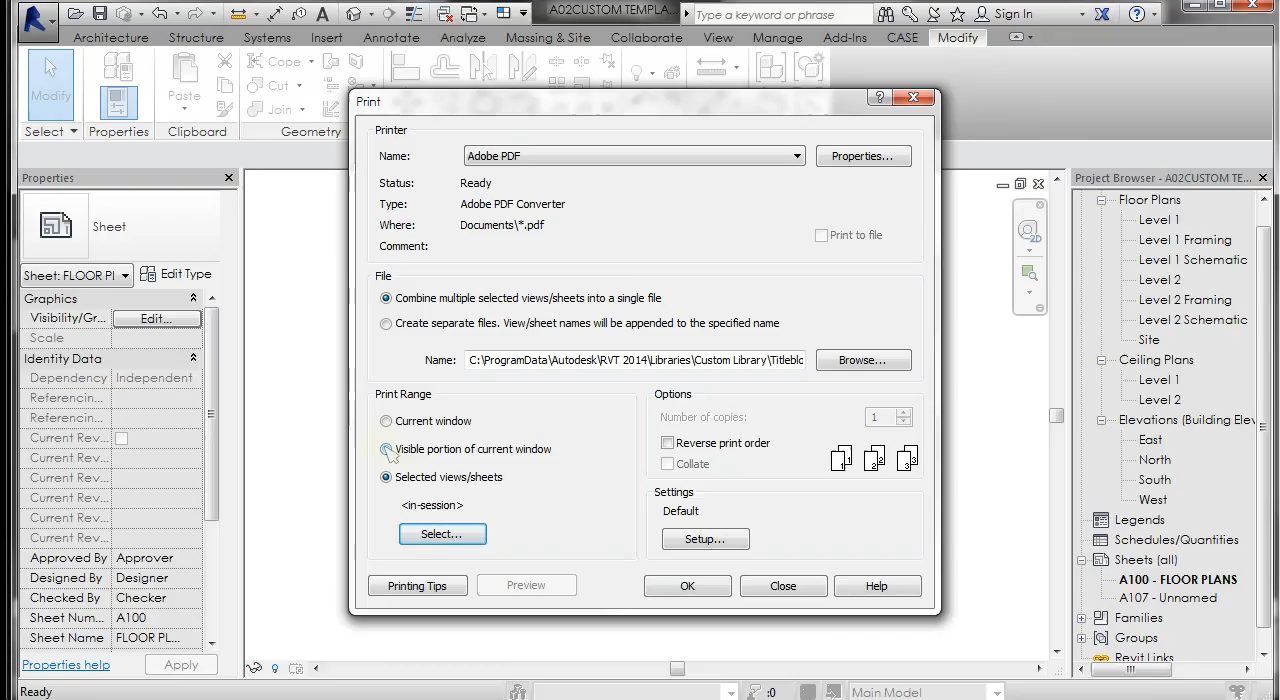 A02CUSTOM TEMPLA...
Type a keyword or phrase
Sign In
Architecture Structure Systems Insert Annotate Analyze Massing & Site Collaborate View Manage Add-Ins CASE Modify
Modify
Paste
Cope
Cut
Join
Select Properties Clipboard Geometry
Properties
Sheet
Sheet: FLOOR Pl
Edit Type
Graphics
Visibility/Gr... Edit...
Scale
Identity Data
Dependency Independent
Referencin...
Referencin...
Current Rev...
Current Rev...
Current Rev...
Current Rev...
Current Rev...
Current Rev...
Approved By Approver
Designed By Designer
Checked By Checker
Sheet Num... A100
Sheet Name FLOOR PL...
Properties help
Apply
Ready
Print
Printer
Name: Adobe PDF Properties...
Status: Ready
Type: Adobe PDF Converter
Where: Documents\*.pdf
Comment:
Print to file
File
Combine multiple selected views/sheets into a single file
Create separate files. View/sheet names will be appended to the specified name
Name: C:\ProgramData\Autodesk\RVT 2014\Libraries\Custom Library\Titleblo Browse...
Print Range
Current window
Visible portion of current window
Selected views/sheets
<in-session>
Select...
Options
Number of copies: 1
Reverse print order
Collate
Settings
Default
Setup...
Printing Tips Preview OK Close Help
2D
Project Browser - A02CUSTOM TE...
Floor Plans
Level 1
Level 1 Framing
Level 1 Schematic
Level 2
Level 2 Framing
Level 2 Schematic
Site
Ceiling Plans
Level 1
Level 2
Elevations (Building Elev
East
North
South
West
Legends
Schedules/Quantities
Sheets (all)
A100 - FLOOR PLANS
A107 - Unnamed
Families
Groups
Revit Links
:0
Main Model